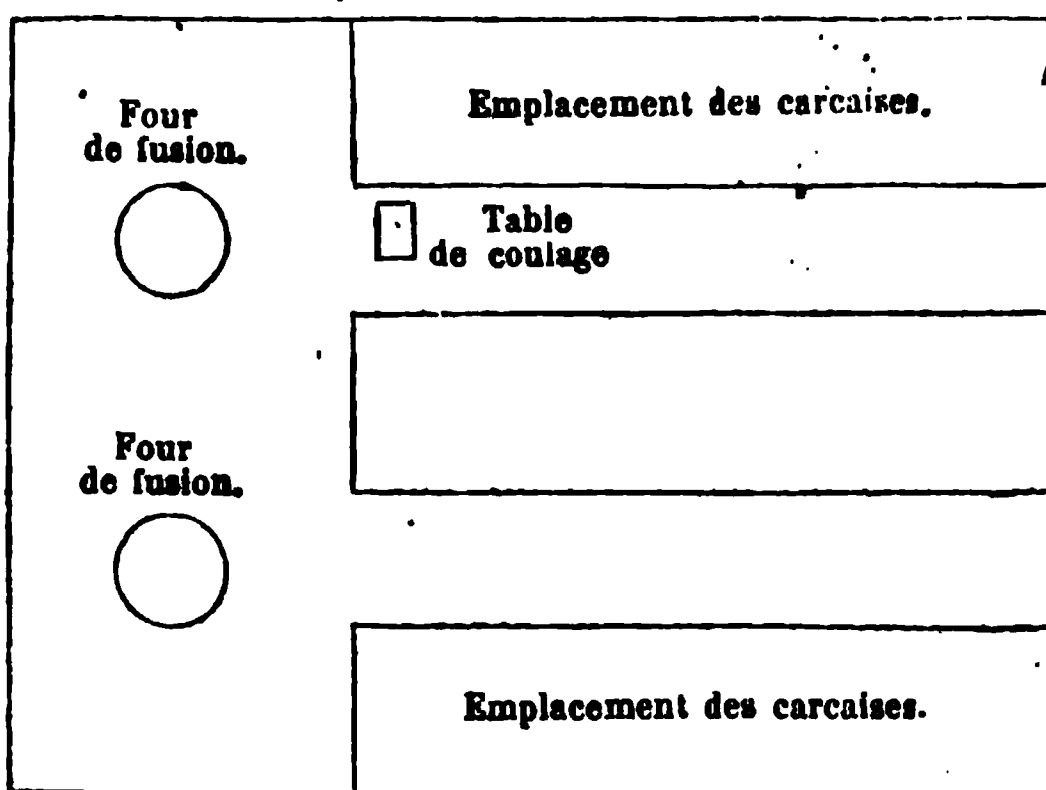 Emplacement des carcaises.
Four
de fusion.
Table
de coulage
Four
de fusion.
Emplacement des carcaises.